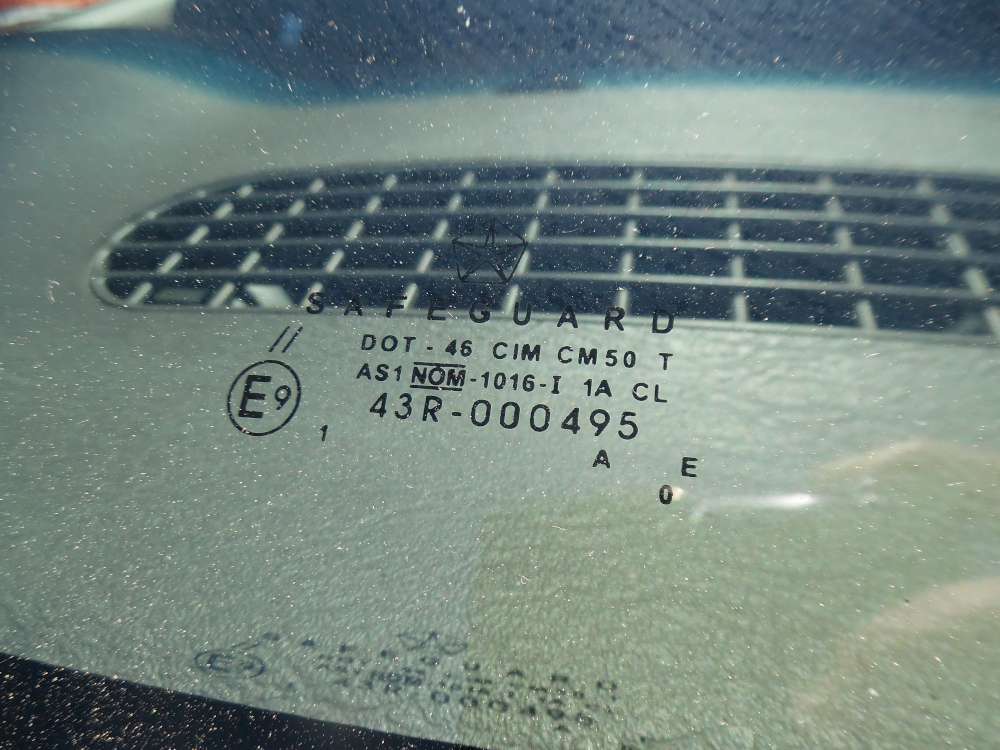 SAFEGUARD
//
DOT - 46 CIM CM50 T
AS1 NOM-1016-I 1A CL
E9
43R-000495
1
A E
0